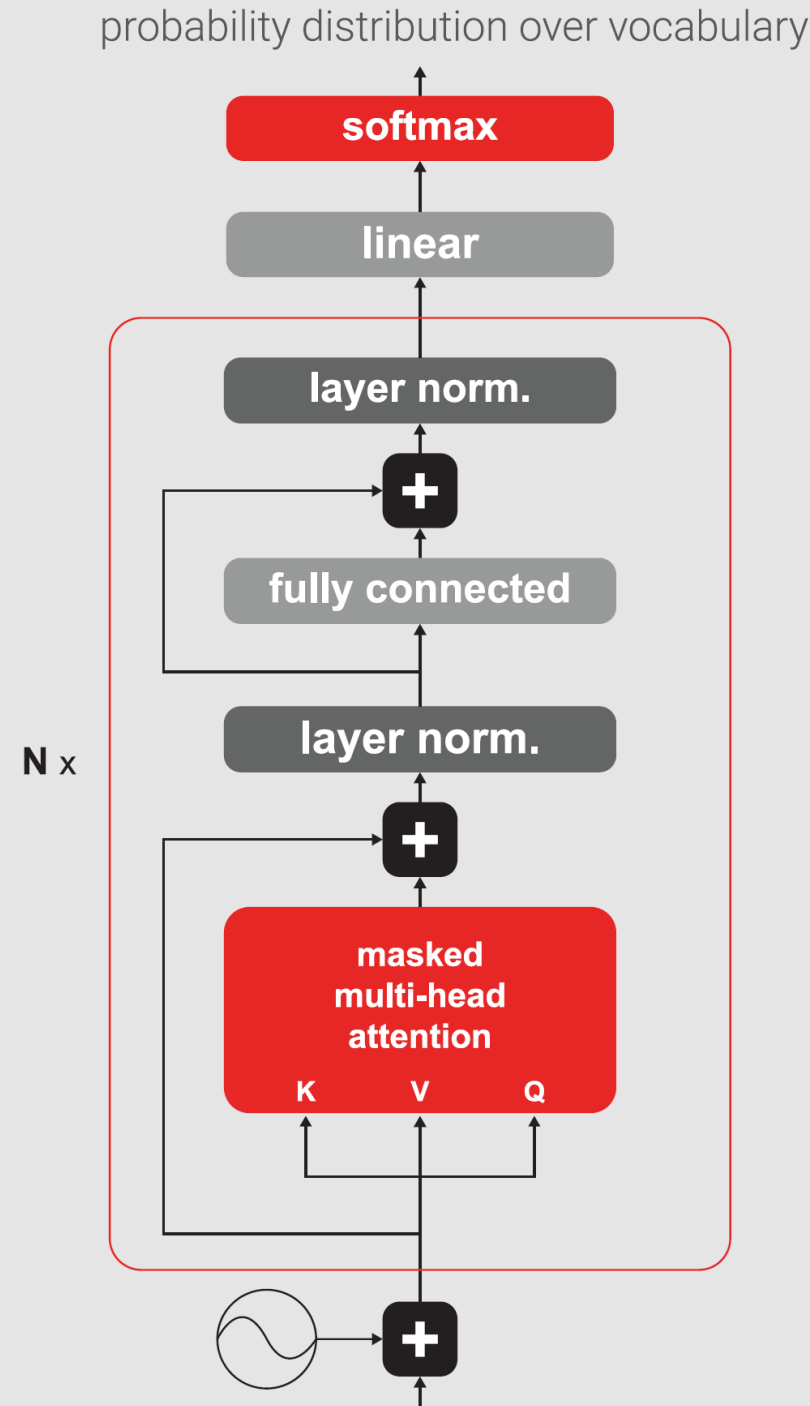 probability distribution over vocabulary
softmax
linear
layer norm.
+
fully connected
layer norm.
N x
+
masked
multi-head
attention
K V Q
+